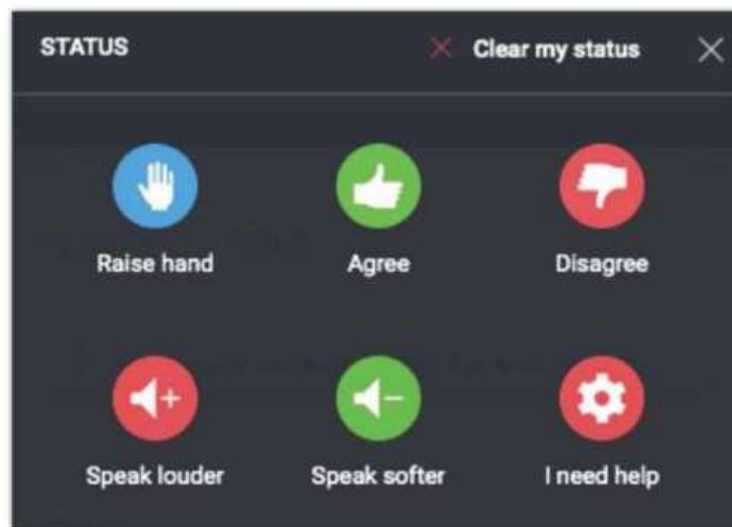 STATUS
Clear my status
Raise hand
Agree
Disagree
Speak louder
Speak softer
I need help